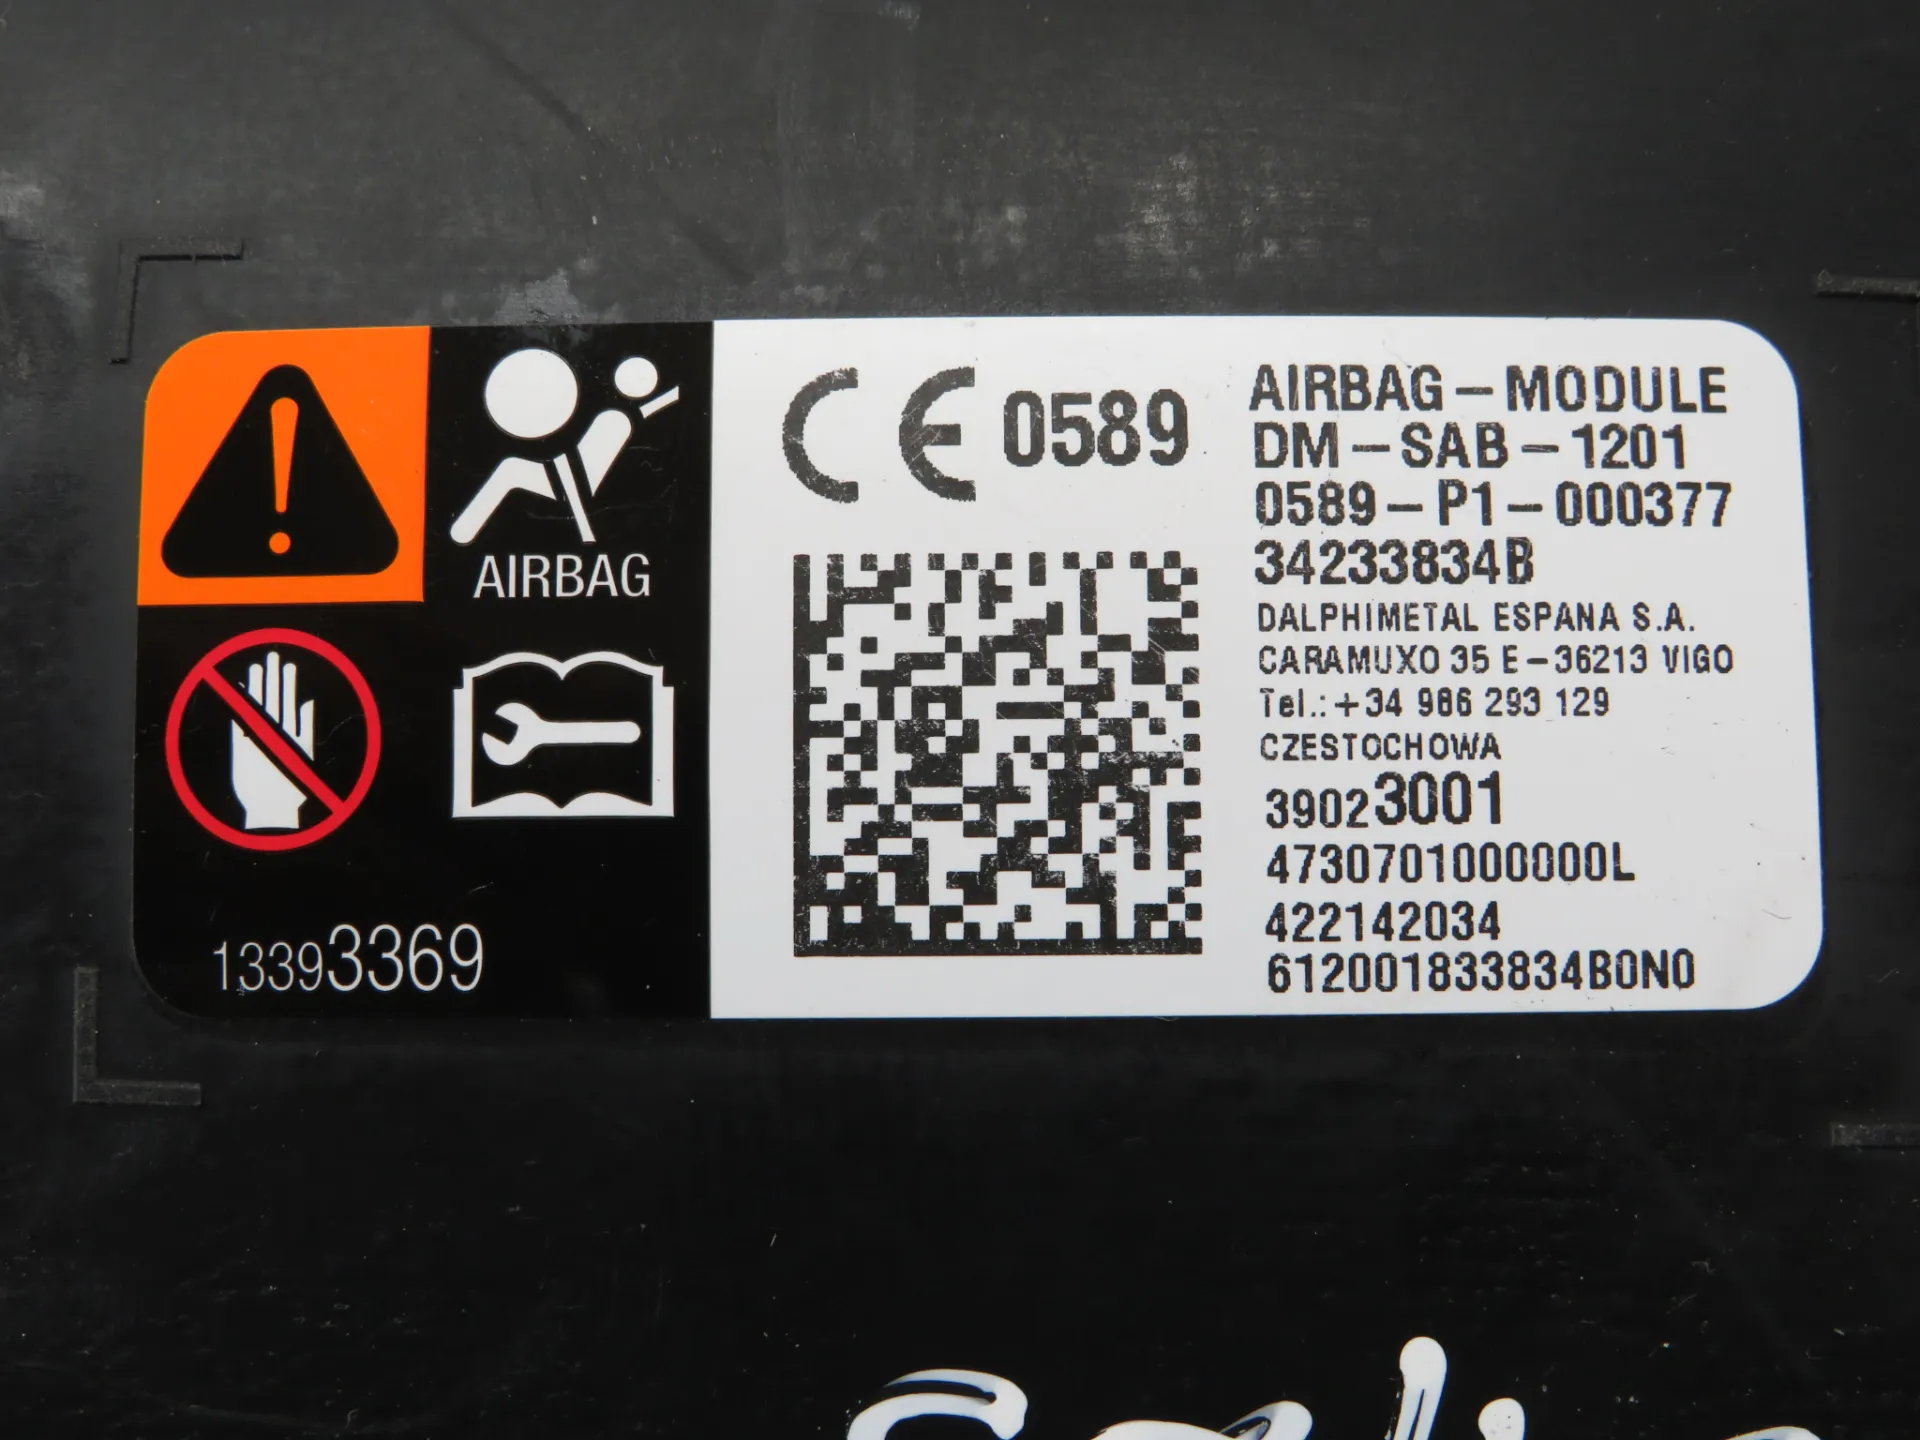 AIRBAG
13393369
CE 0589
AIRBAG-MODULE
DM-SAB-1201
0589-P1-000377
34233834B
DALPHIMETAL ESPANA S.A.
CARAMUXO 35 E-36213 VIGO
Tel.:+34 986 293 129
CZESTOCHOWA
39023001
4730701000000L
422142034
612001833834B0N0